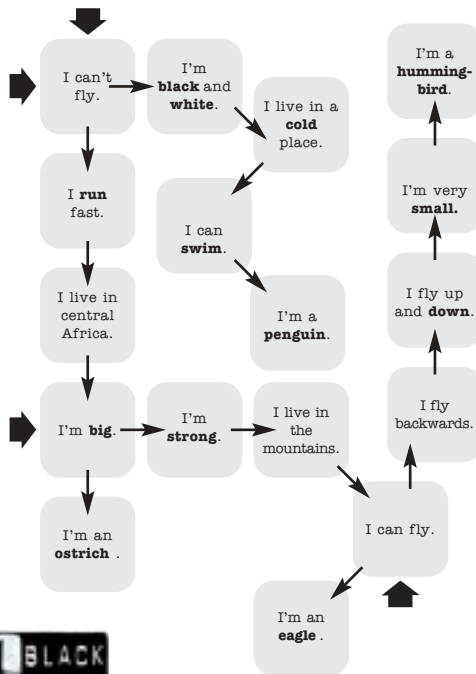 I can't
fly.
I'm
black and
white.
I live in a
cold
place.
I'm a
humming-
bird.
I run
fast.
I can
swim.
I'm very
small.
I live in
central
Africa.
I'm a
penguin.
I fly up
and down.
I'm big.
I'm
strong.
I live in
the
mountains.
I fly
backwards.
I'm an
ostrich .
I can fly.
I'm an
eagle .
BLACK